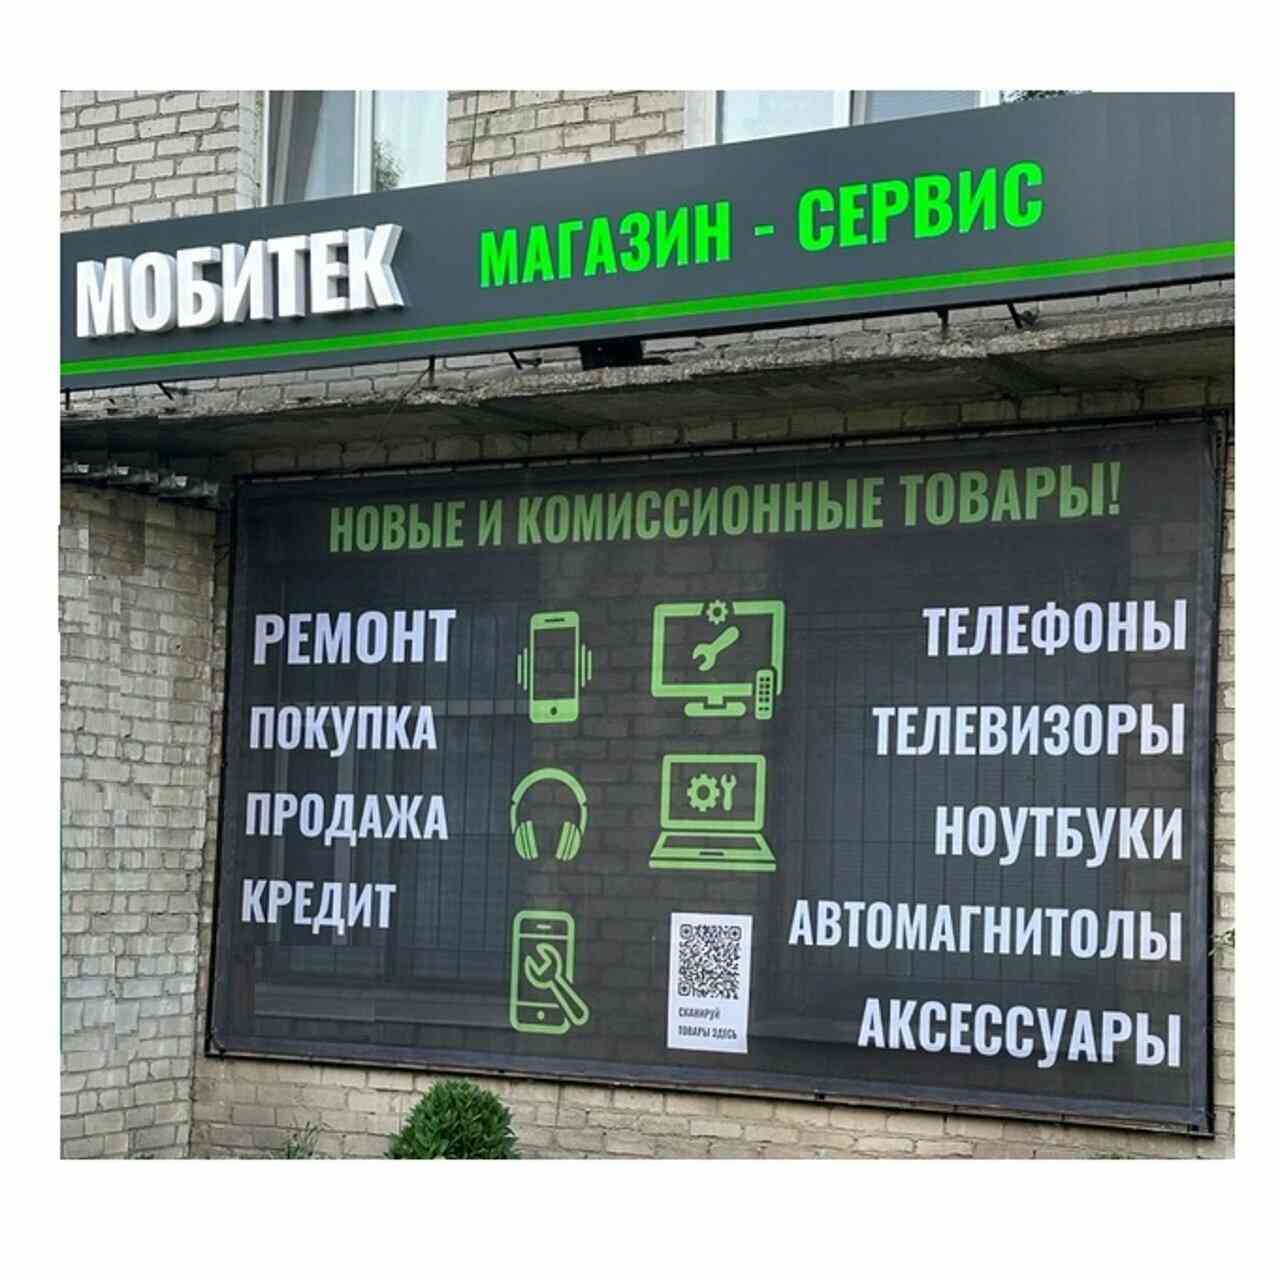 МОБИТЕК МАГАЗИН - СЕРВИС
НОВЫЕ И КОМИССИОННЫЕ ТОВАРЫ!
РЕМОНТ
ПОКУПКА
ПРОДАЖА
КРЕДИТ
ТЕЛЕФОНЫ
ТЕЛЕВИЗОРЫ
НОУТБУКИ
АВТОМАГНИТОЛЫ
АКСЕССУАРЫ
СКАНИРУЙ
ТОВАРЫ ЗДЕСЬ